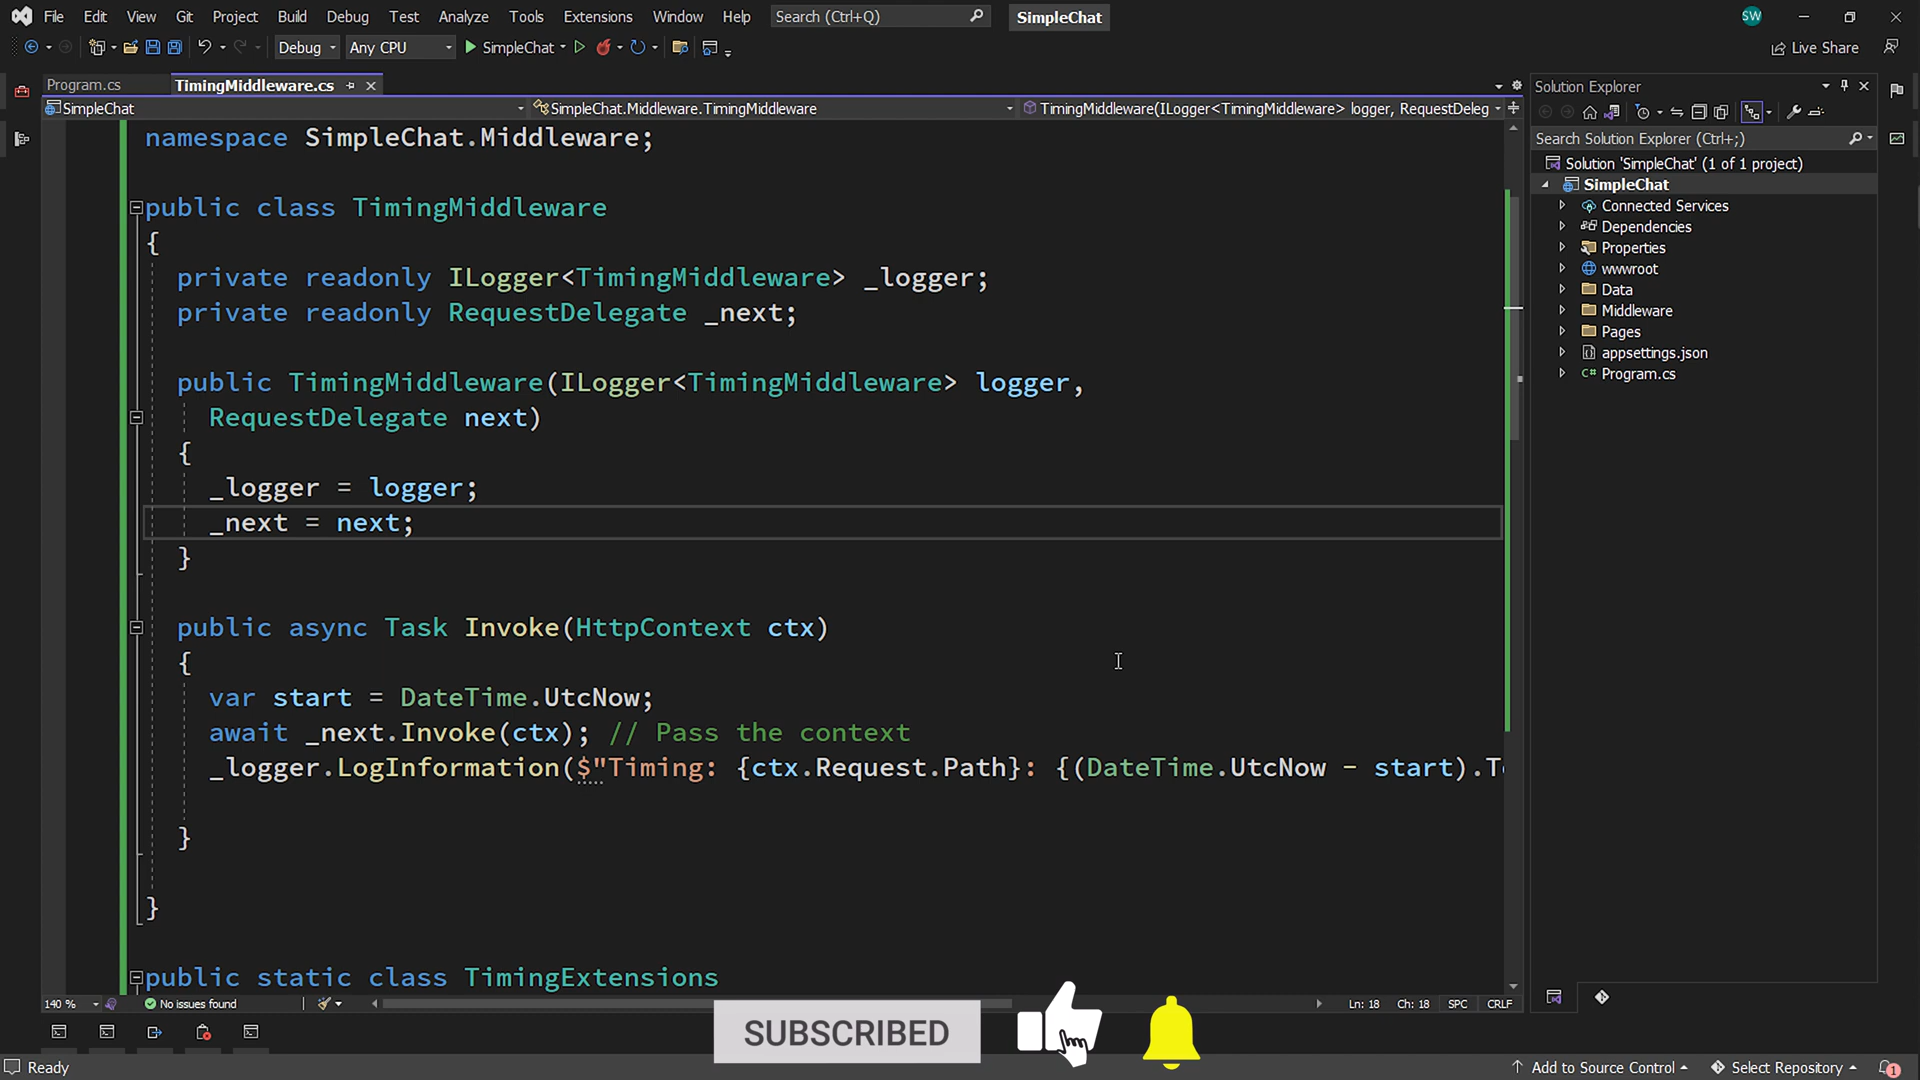 File Edit View Git Project Build Debug Test Analyze Tools Extensions Window Help Search (Ctrl+Q) SimpleChat SW
Debug Any CPU SimpleChat Live Share
Program.cs TimingMiddleware.cs
SimpleChat SimpleChat.Middleware.TimingMiddleware TimingMiddleware(ILogger<TimingMiddleware> logger, RequestDeleg
namespace SimpleChat.Middleware;
public class TimingMiddleware
{
private readonly ILogger<TimingMiddleware> _logger;
private readonly RequestDelegate _next;
public TimingMiddleware(ILogger<TimingMiddleware> logger,
RequestDelegate next)
{
_logger = logger;
_next = next;
}
public async Task Invoke(HttpContext ctx)
{
var start = DateTime.UtcNow;
await _next.Invoke(ctx); // Pass the context
_logger.LogInformation($"Timing: {ctx.Request.Path}: {(DateTime.UtcNow - start).To
}
}
public static class TimingExtensions
140 % No issues found Ln: 18 Ch: 18 SPC CRLF
Solution Explorer
Search Solution Explorer (Ctrl+;)
Solution 'SimpleChat' (1 of 1 project)
SimpleChat
Connected Services
Dependencies
Properties
wwwroot
Data
Middleware
Pages
appsettings.json
C# Program.cs
SUBSCRIBED
Ready Add to Source Control Select Repository 1